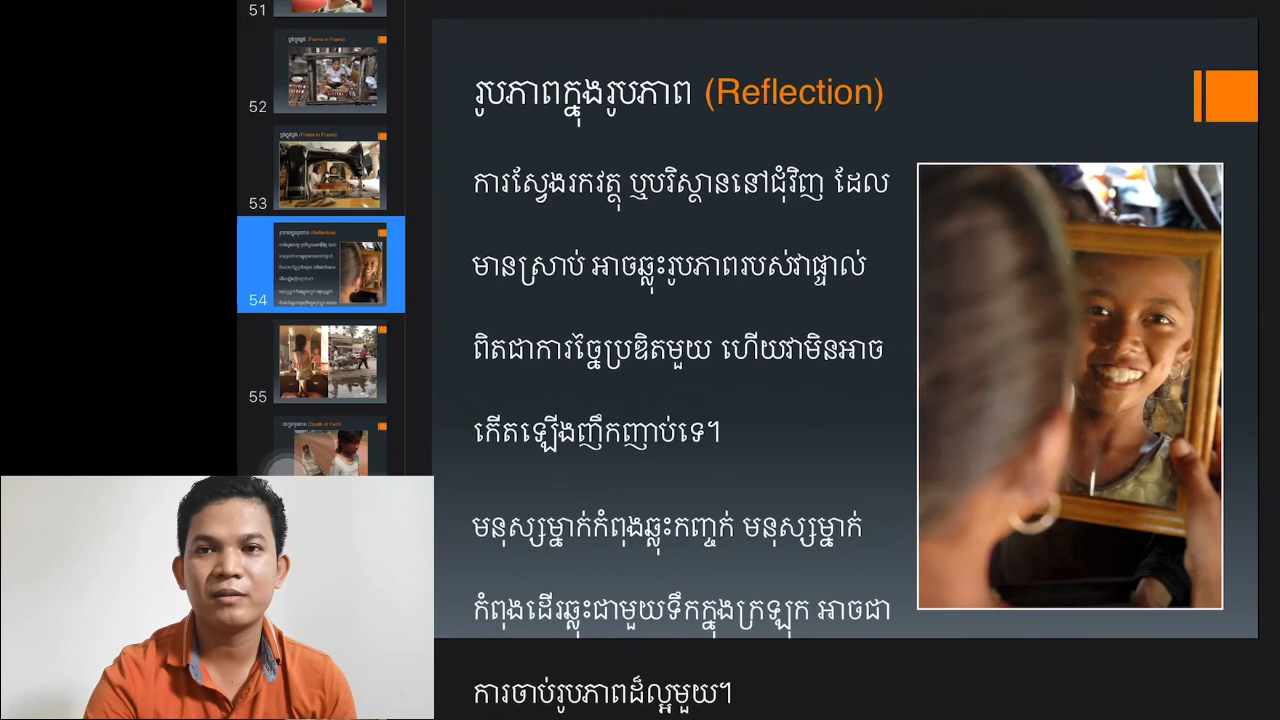 51
52
53
54
55
រូបភាពក្នុងរូបភាព (Reflection)
ការស្វែងរកវត្ថុ ឬបរិស្ថាននៅជុំវិញ ដែល
មានស្រាប់ អាចឆ្លុះរូបភាពរបស់វាផ្ទាល់
ពិតជាការច្នៃប្រឌិតមួយ ហើយវាមិនអាច
កើតឡើងញឹកញាប់ទេ។
មនុស្សម្នាក់កំពុងឆ្លុះកញ្ចក់ មនុស្សម្នាក់
កំពុងដើរឆ្លុះជាមួយទឹកក្នុងក្រឡុក អាចជា
ការចាប់រូបភាពដ៏ល្អមួយ។